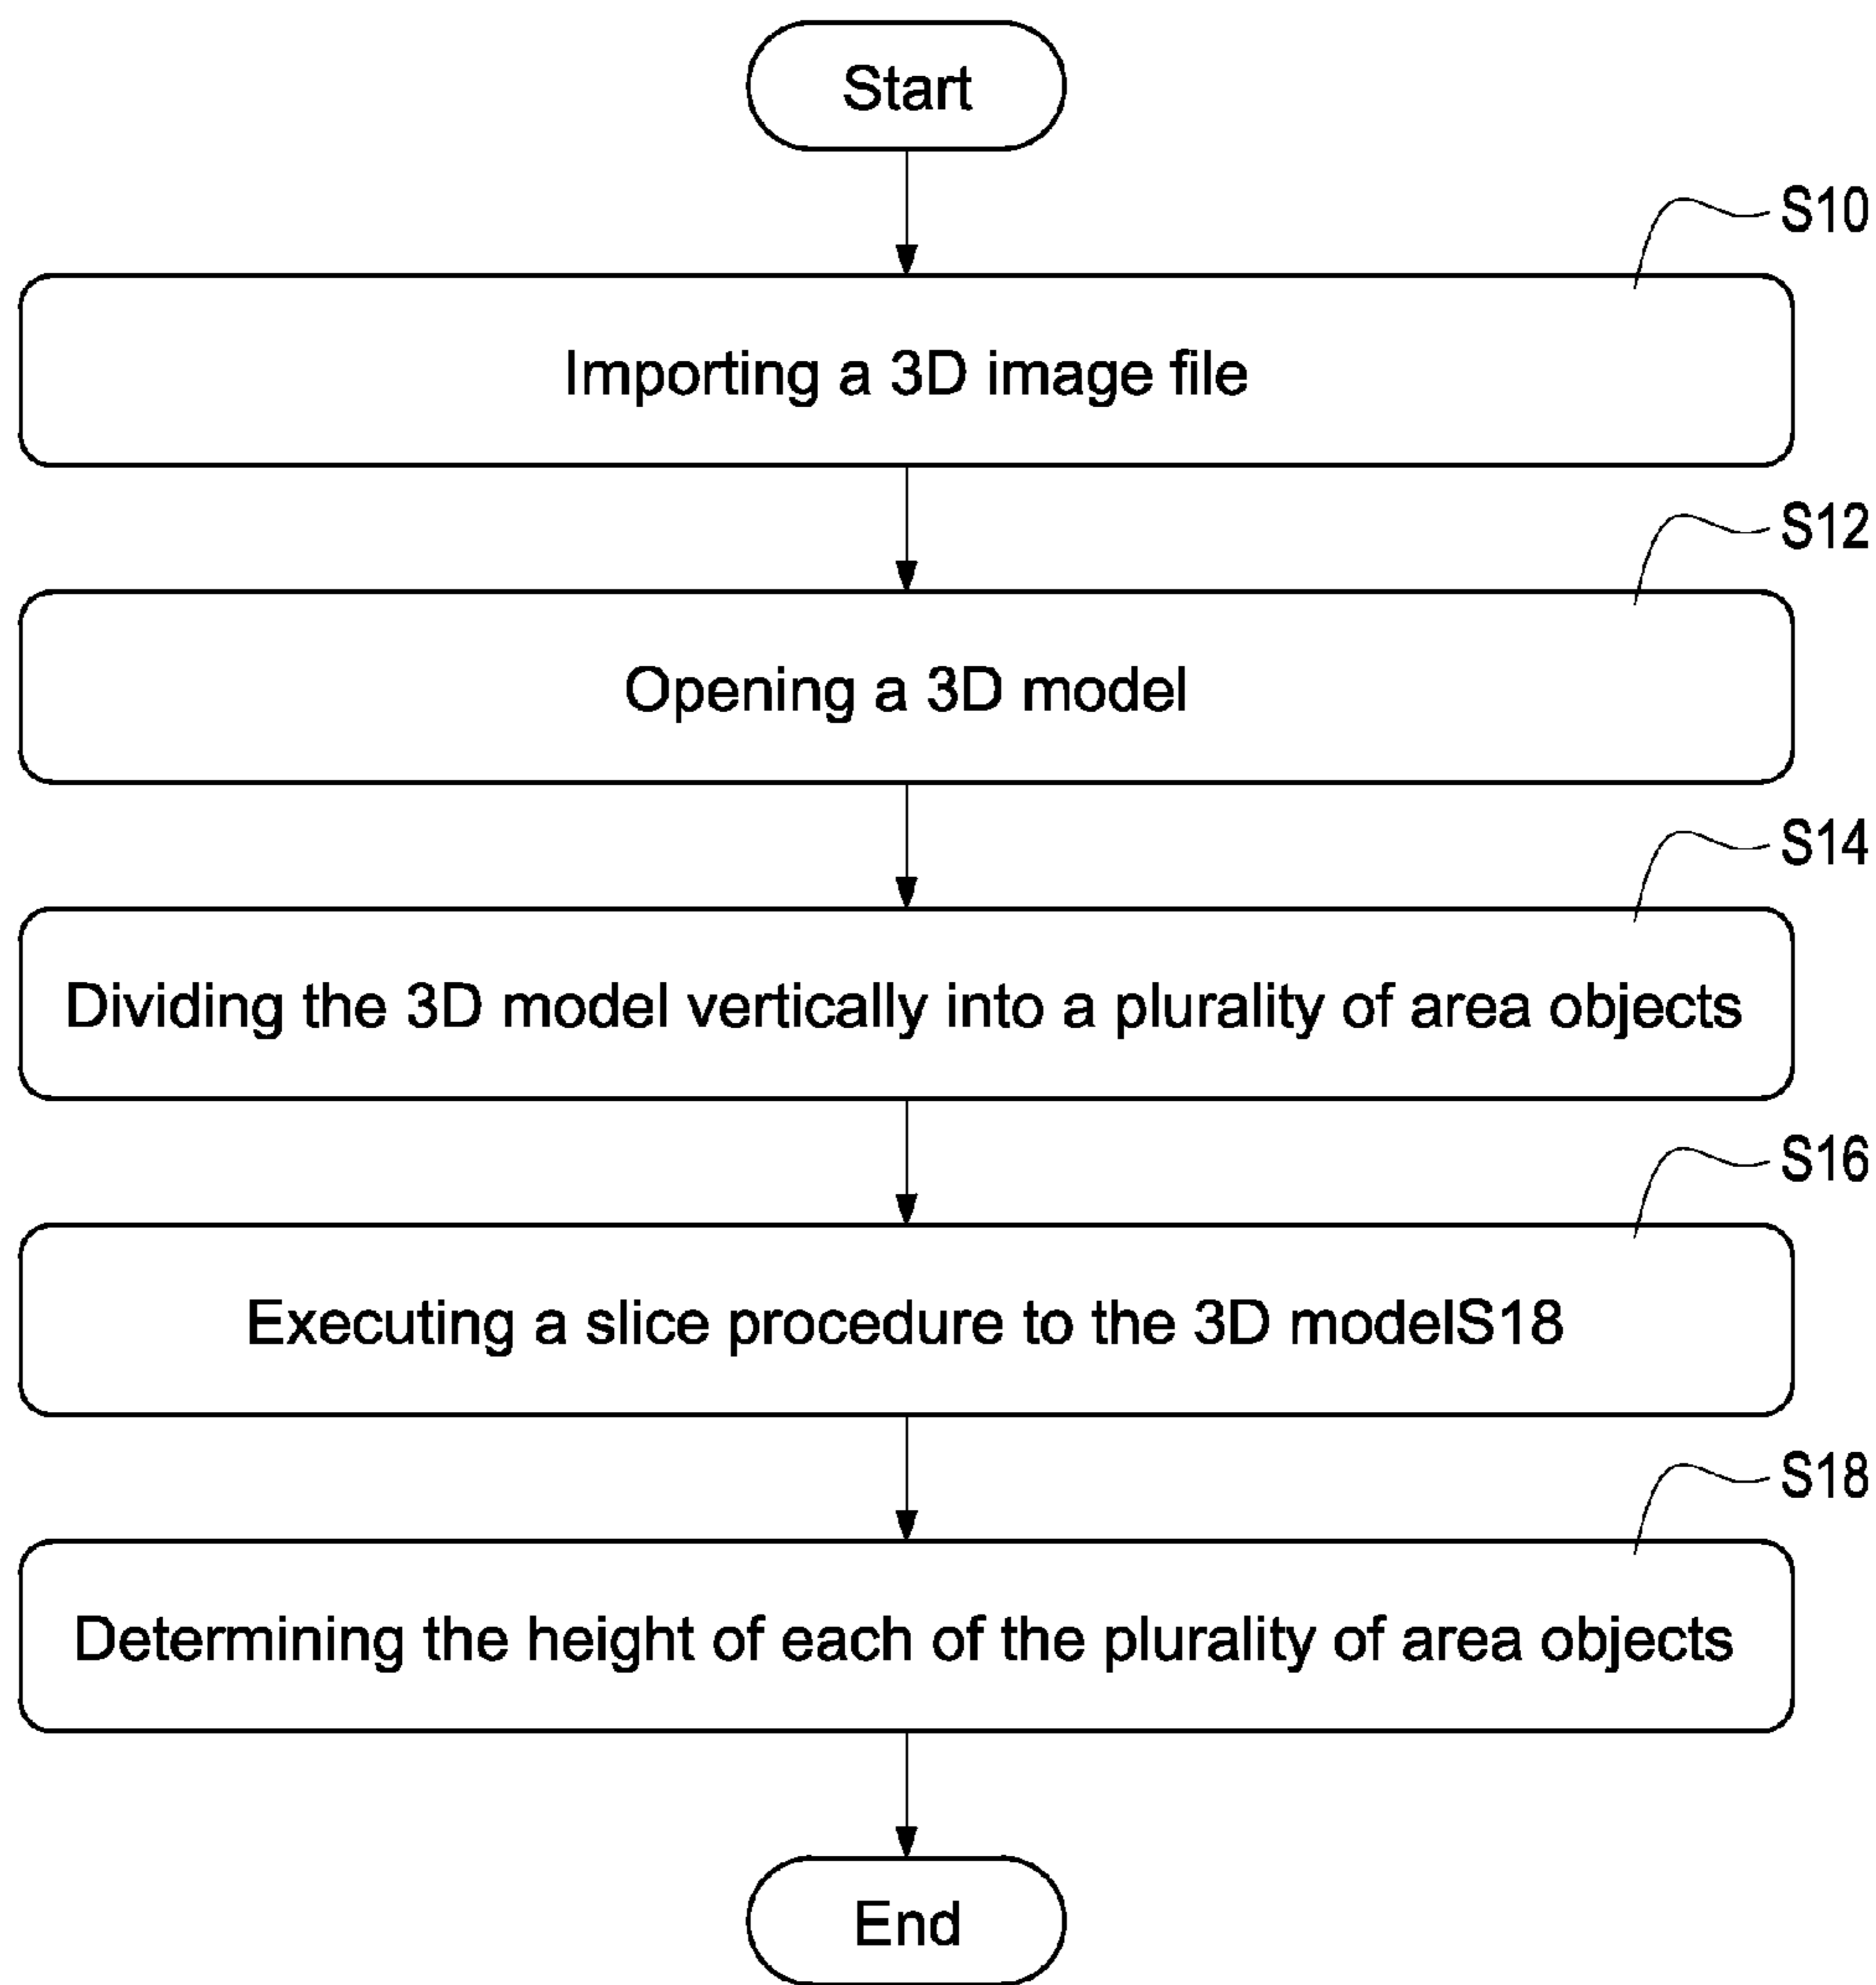 Start
S10
Importing a 3D image file
S12
Opening a 3D model
S14
Dividing the 3D model vertically into a plurality of area objects
S16
Executing a slice procedure to the 3D modelS18
S18
Determining the height of each of the plurality of area objects
End